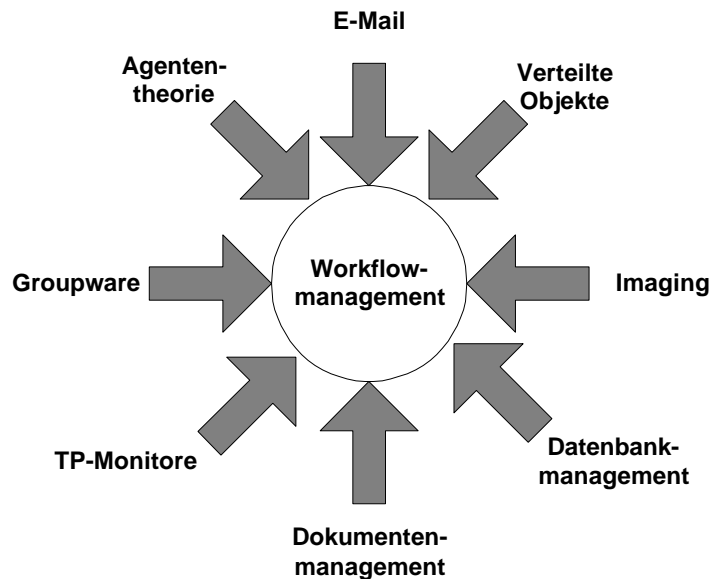 E-Mail
Agenten-
theorie
Verteilte
Objekte
Groupware
Workflow-
management
Imaging
TP-Monitore
Datenbank-
management
Dokumenten-
management